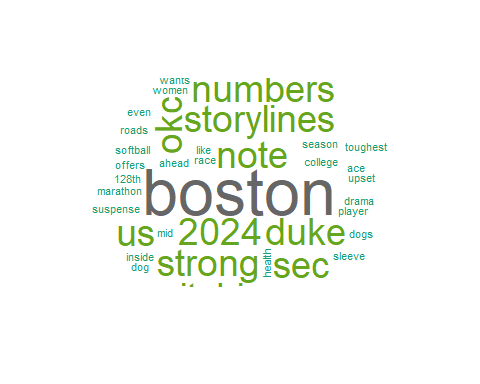 wants
women
numbers
even
okc
storylines
roads
softball
like
note
season
toughest
offers
ahead
race
college
ace
128th
upset
marathon
boston
suspense
drama
player
us
mid
2024
duke
dogs
inside
dog
strong
health
sec
sleeve